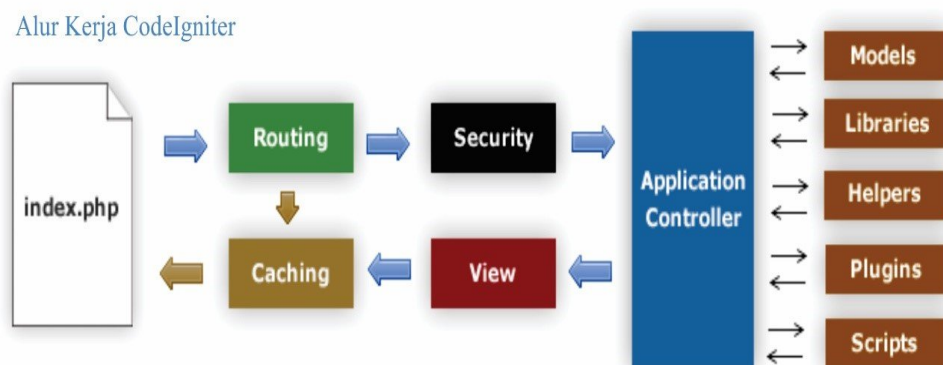 Alur Kerja CodeIgniter
index.php
Routing
Security
Caching
View
Application
Controller
Models
Libraries
Helpers
Plugins
Scripts